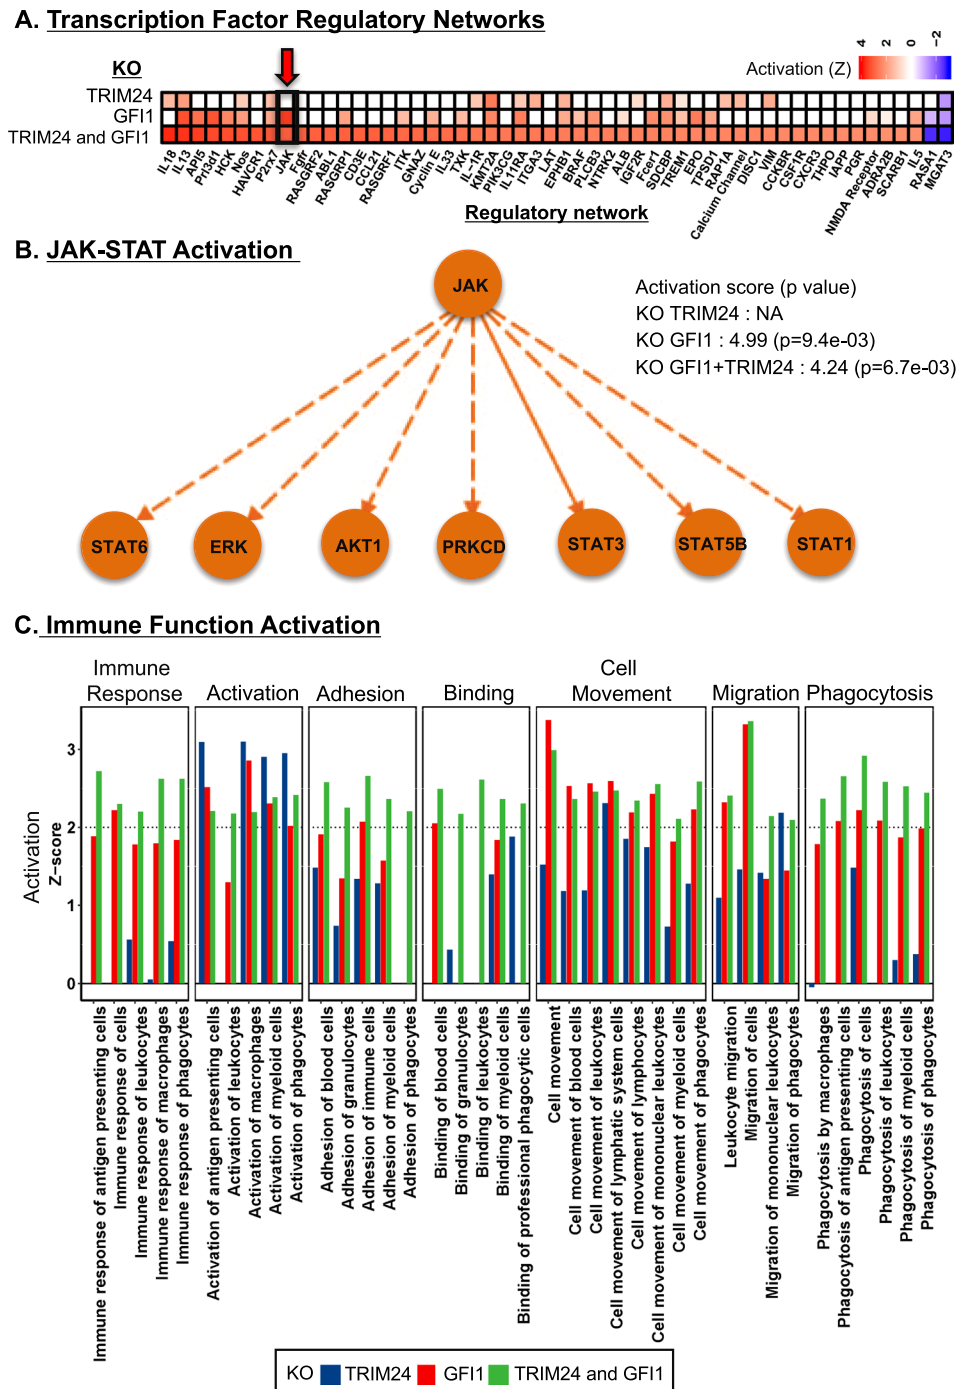 A. Transcription Factor Regulatory Networks
KO
Activation (Z)
4 2 0 -2
TRIM24
GFI1
TRIM24 and GFI1
IL18
IL13
API5
Pri3d1
HCK
Nos
HAVCR1
P2rx7
JAK
Fgfr
RASGRF2
ABL1
RASGRP1
CD3E
CCL21
RASGRF1
ITK
GNAZ
Cyclin E
IL33
TXK
IL-1R
KMT2A
PIK3CG
IL11RA
ITGA3
LAT
EPHB1
BRAF
PLCB3
NTRK2
ALLB
IGF2R
Fcer1
SDCBP
TREM1
EPO
TPSD1
RAP1A
Calcium Channel
DISC1
VIM
CCKBR
CSF1R
CXCR3
THPO
IAPP
PGR
NMDA Receptor
ADRA2B
SCARB1
IL5
RASA1
MGAT3
Regulatory network
B. JAK-STAT Activation
JAK
Activation score (p value)
KO TRIM24 : NA
KO GFI1 : 4.99 (p=9.4e-03)
KO GFI1+TRIM24 : 4.24 (p=6.7e-03)
STAT6 ERK AKT1 PRKCD STAT3 STAT5B STAT1
C. Immune Function Activation
Immune
Response
Activation
Adhesion
Binding
Cell
Movement
Migration
Phagocytosis
Activation
Z-score
3
2
1
0
Immune response of antigen presenting cells
Immune response of cells
Immune response of leukocytes
Immune response of macrophages
Immune response of phagocytes
Activation of antigen presenting cells
Activation of leukocytes
Activation of macrophages
Activation of myeloid cells
Activation of phagocytes
Adhesion of blood cells
Adhesion of granulocytes
Adhesion of immune cells
Adhesion of myeloid cells
Adhesion of phagocytes
Binding of blood cells
Binding of granulocytes
Binding of leukocytes
Binding of myeloid cells
Binding of professional phagocytic cells
Cell movement
Cell movement of blood cells
Cell movement of leukocytes
Cell movement of lymphatic system cells
Cell movement of lymphocytes
Cell movement of mononuclear leukocytes
Cell movement of myeloid cells
Cell movement of phagocytes
Leukocyte migration
Migration of cells
Migration of mononuclear leukocytes
Migration of phagocytes
Phagocytosis by macrophages
Phagocytosis of antigen presenting cells
Phagocytosis of cells
Phagocytosis of leukocytes
Phagocytosis of myeloid cells
Phagocytosis of phagocytes
KO TRIM24 GFI1 TRIM24 and GFI1